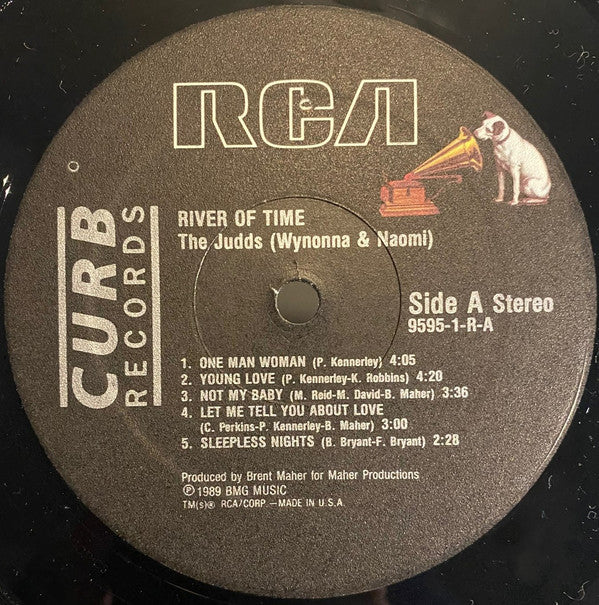 RCA
CURB
RECORDS
RIVER OF TIME
The Judds (Wynonna & Naomi)
Side A Stereo
9595-1-R-A
1. ONE MAN WOMAN (P. Kennerley) 4:05
2. YOUNG LOVE (P. Kennerley-K. Robbins) 4:20
3. NOT MY BABY (M. Reid-M. David-B. Maher) 3:36
4. LET ME TELL YOU ABOUT LOVE
(C. Perkins-P. Kennerley-B. Maher) 3:00
5. SLEEPLESS NIGHTS (B. Bryant-F. Bryant) 2:28
Produced by Brent Maher for Maher Productions
℗ 1989 BMG MUSIC
TM(s)® RCA/CORP.—MADE IN U.S.A.